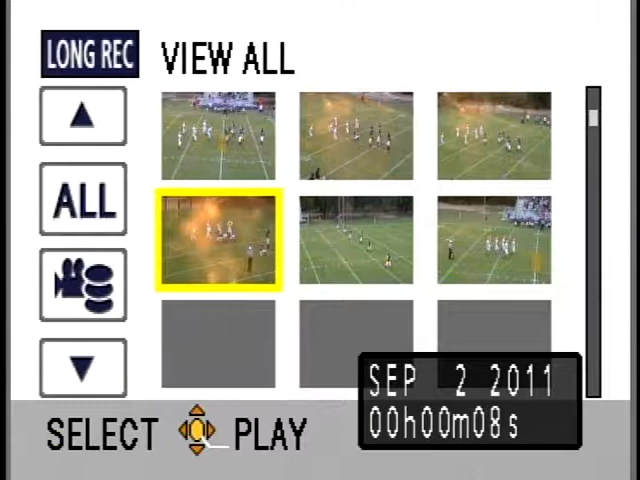 LONG REC VIEW ALL
ALL
SEP 2 2011
00h00m08s
SELECT PLAY